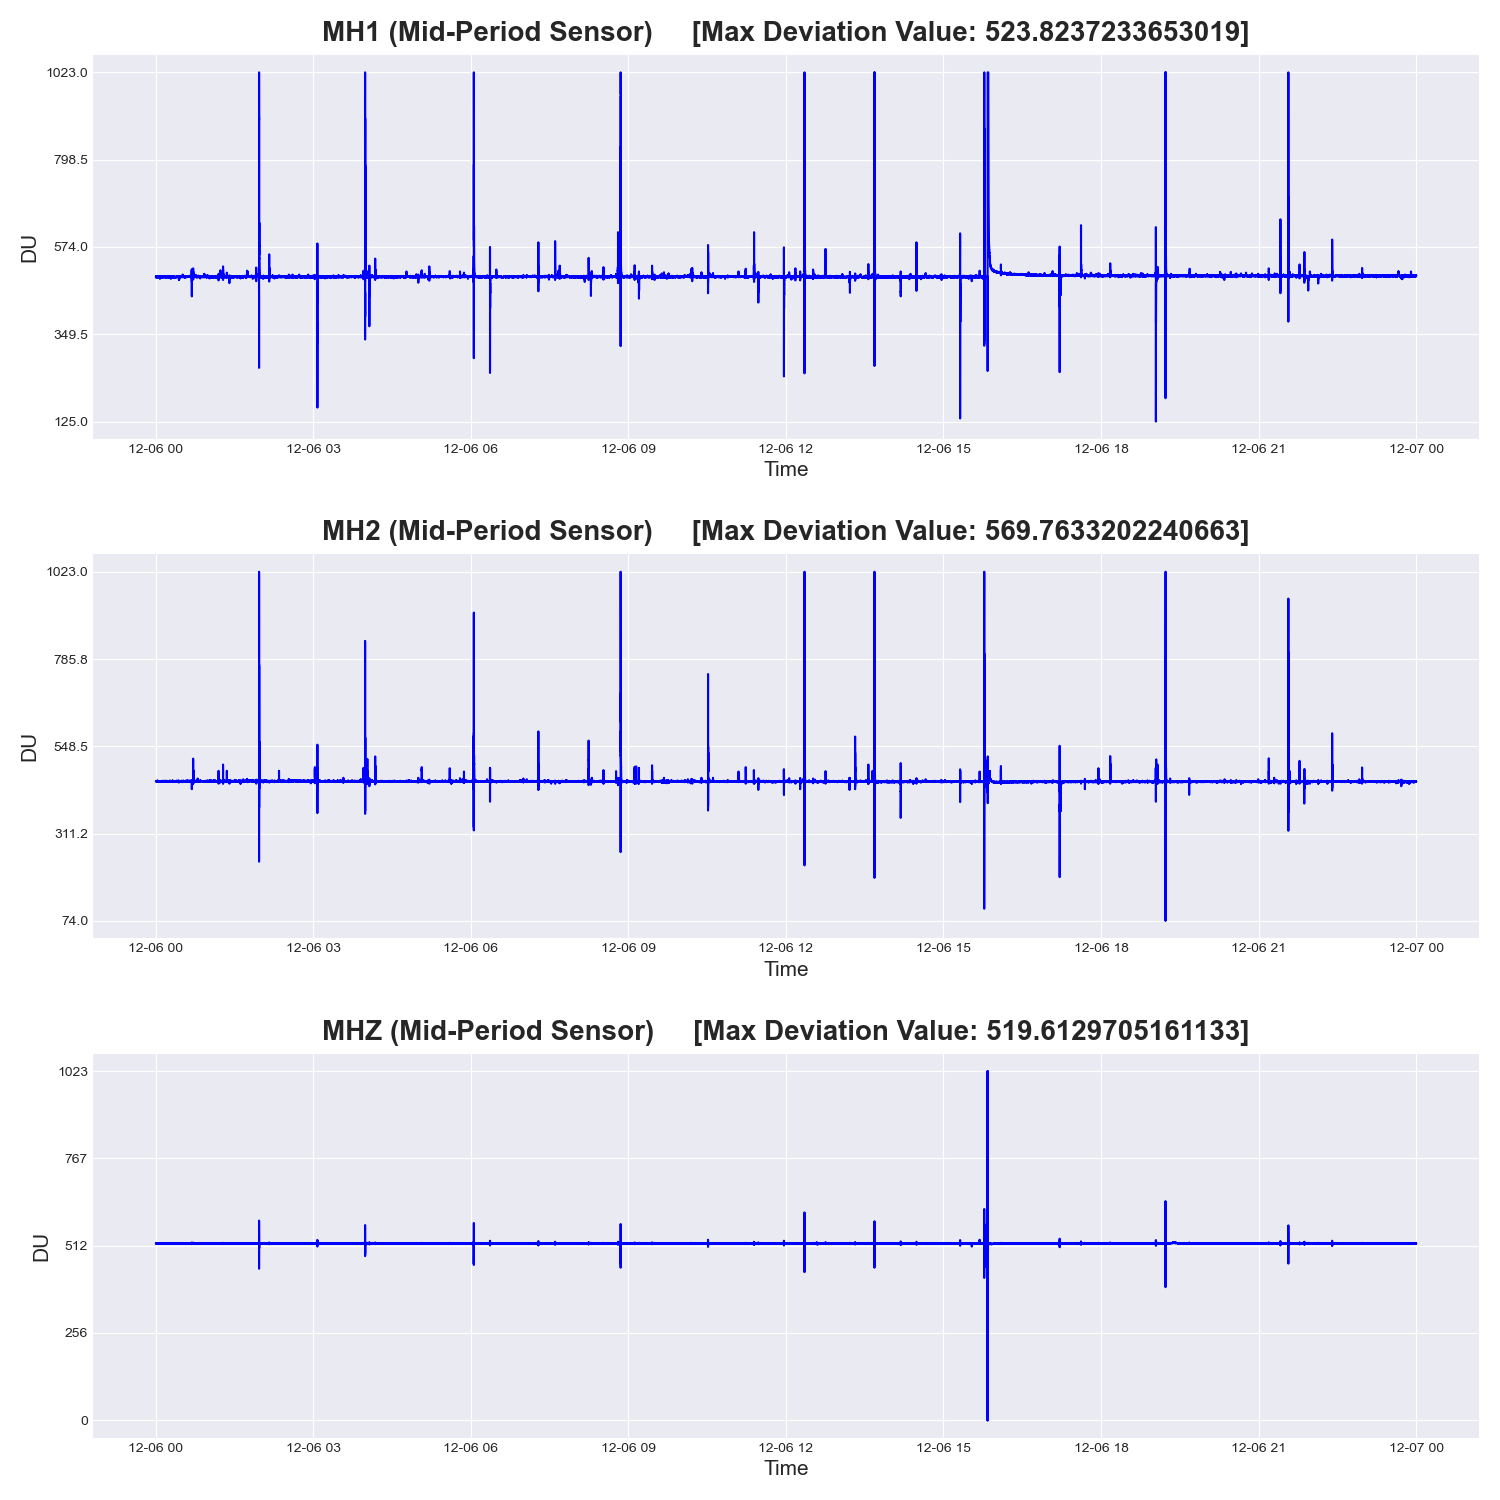 MH1 (Mid-Period Sensor) [Max Deviation Value: 523.8237233653019]
1023.0
798.5
574.0
349.5
125.0
DU
12-06 00 12-06 03 12-06 06 12-06 09 12-06 12 12-06 15 12-06 18 12-06 21 12-07 00
Time
MH2 (Mid-Period Sensor) [Max Deviation Value: 569.7633202240663]
1023.0
785.8
548.5
311.2
74.0
DU
12-06 00 12-06 03 12-06 06 12-06 09 12-06 12 12-06 15 12-06 18 12-06 21 12-07 00
Time
MHZ (Mid-Period Sensor) [Max Deviation Value: 519.6129705161133]
1023
767
512
256
0
DU
12-06 00 12-06 03 12-06 06 12-06 09 12-06 12 12-06 15 12-06 18 12-06 21 12-07 00
Time